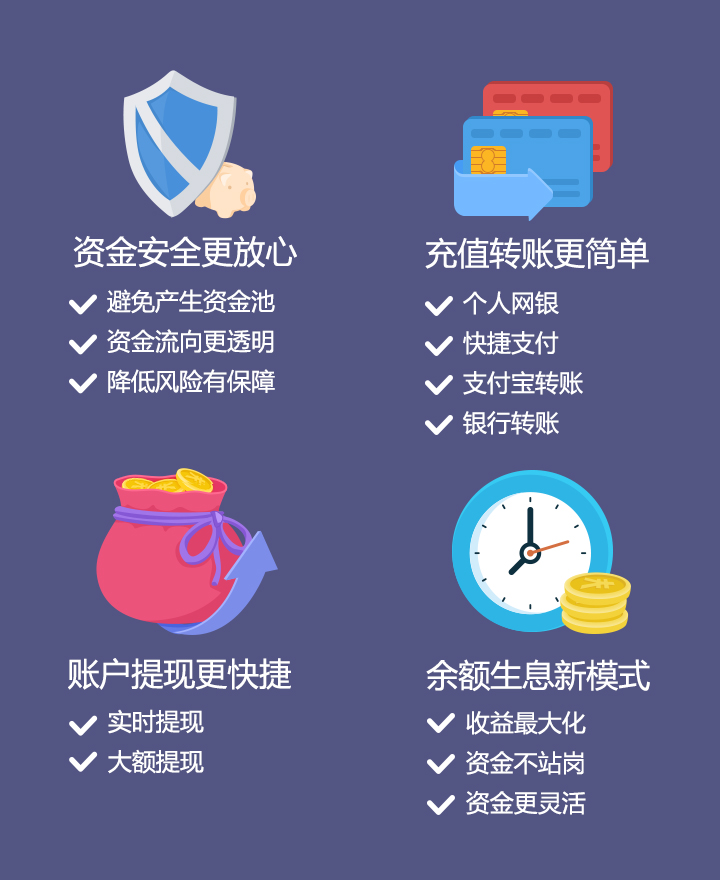 资金安全更放心
避免产生资金池
资金流向更透明
降低风险有保障
充值转账更简单
个人网银
快捷支付
支付宝转账
银行转账
账户提现更快捷
实时提现
大额提现
余额生息新模式
收益最大化
资金不站岗
资金更灵活